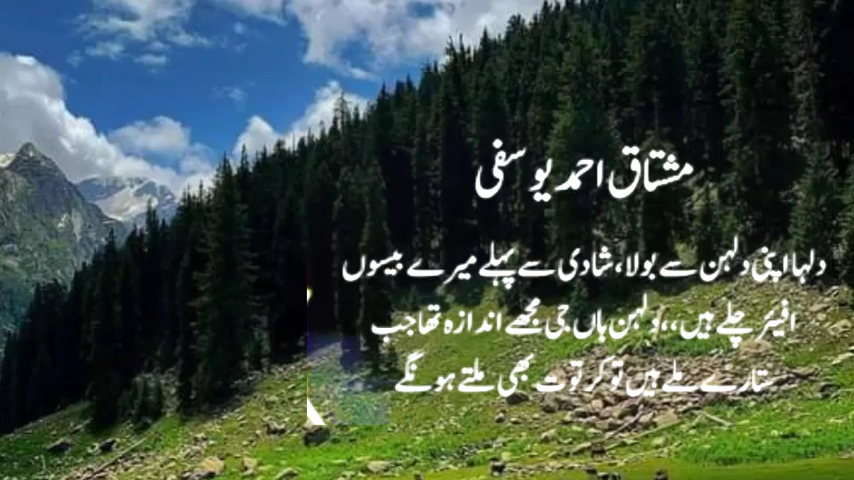 مشتاق احمد یوسفی
دلہا اپنی دلہن سے بولا، شادی سے پہلے میرے بیسوں
افیئر چلے ہیں،، دلہن ہاں جی مجھے اندازہ تھا جب
ستارے ملے ہیں تو کرتوت بھی ملتے ہونگے